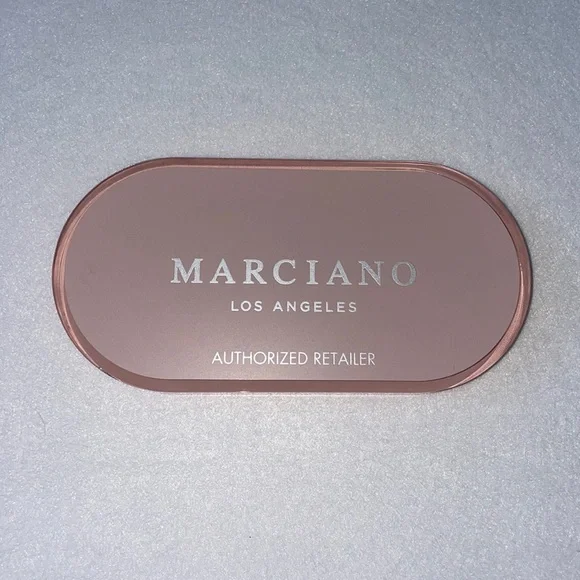 MARCIANO
LOS ANGELES
AUTHORIZED RETAILER